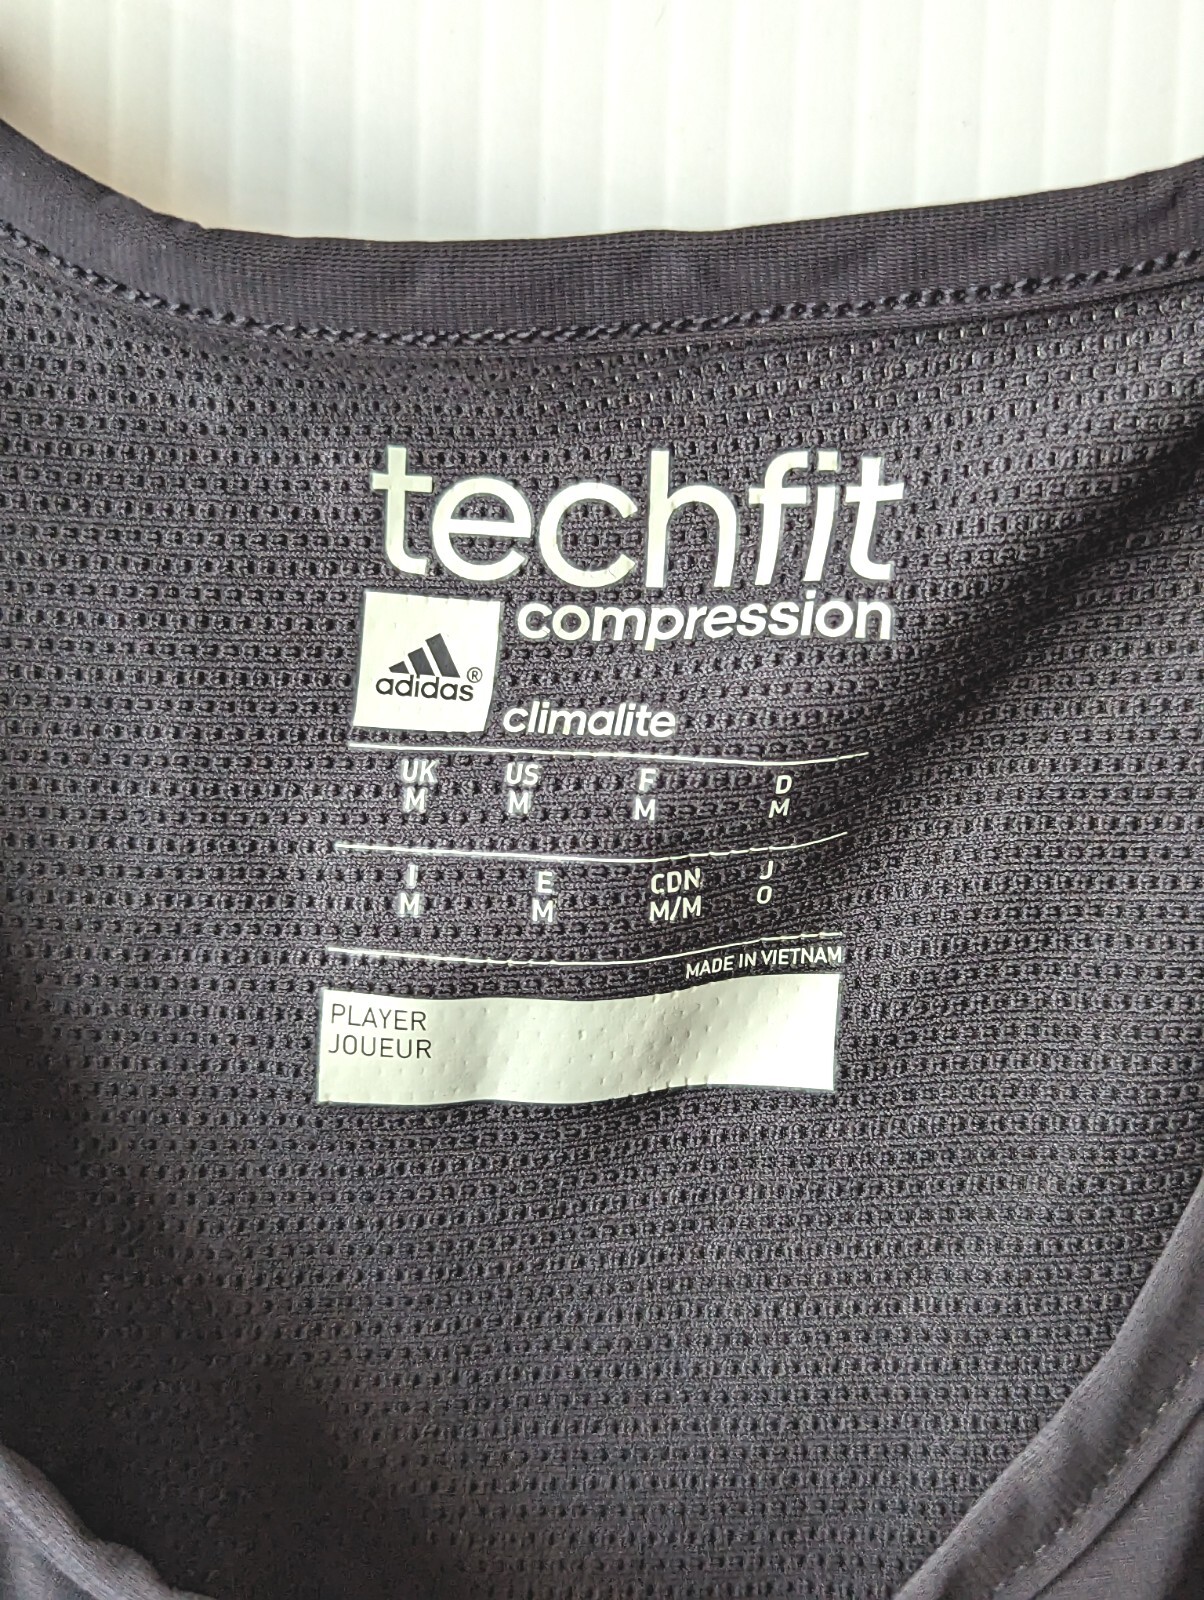 techfit
compression
adidas®
climalite
UK US F D
M M M M
I E CDN J
M M M/M O
MADE IN VIETNAM
PLAYER
JOUEUR